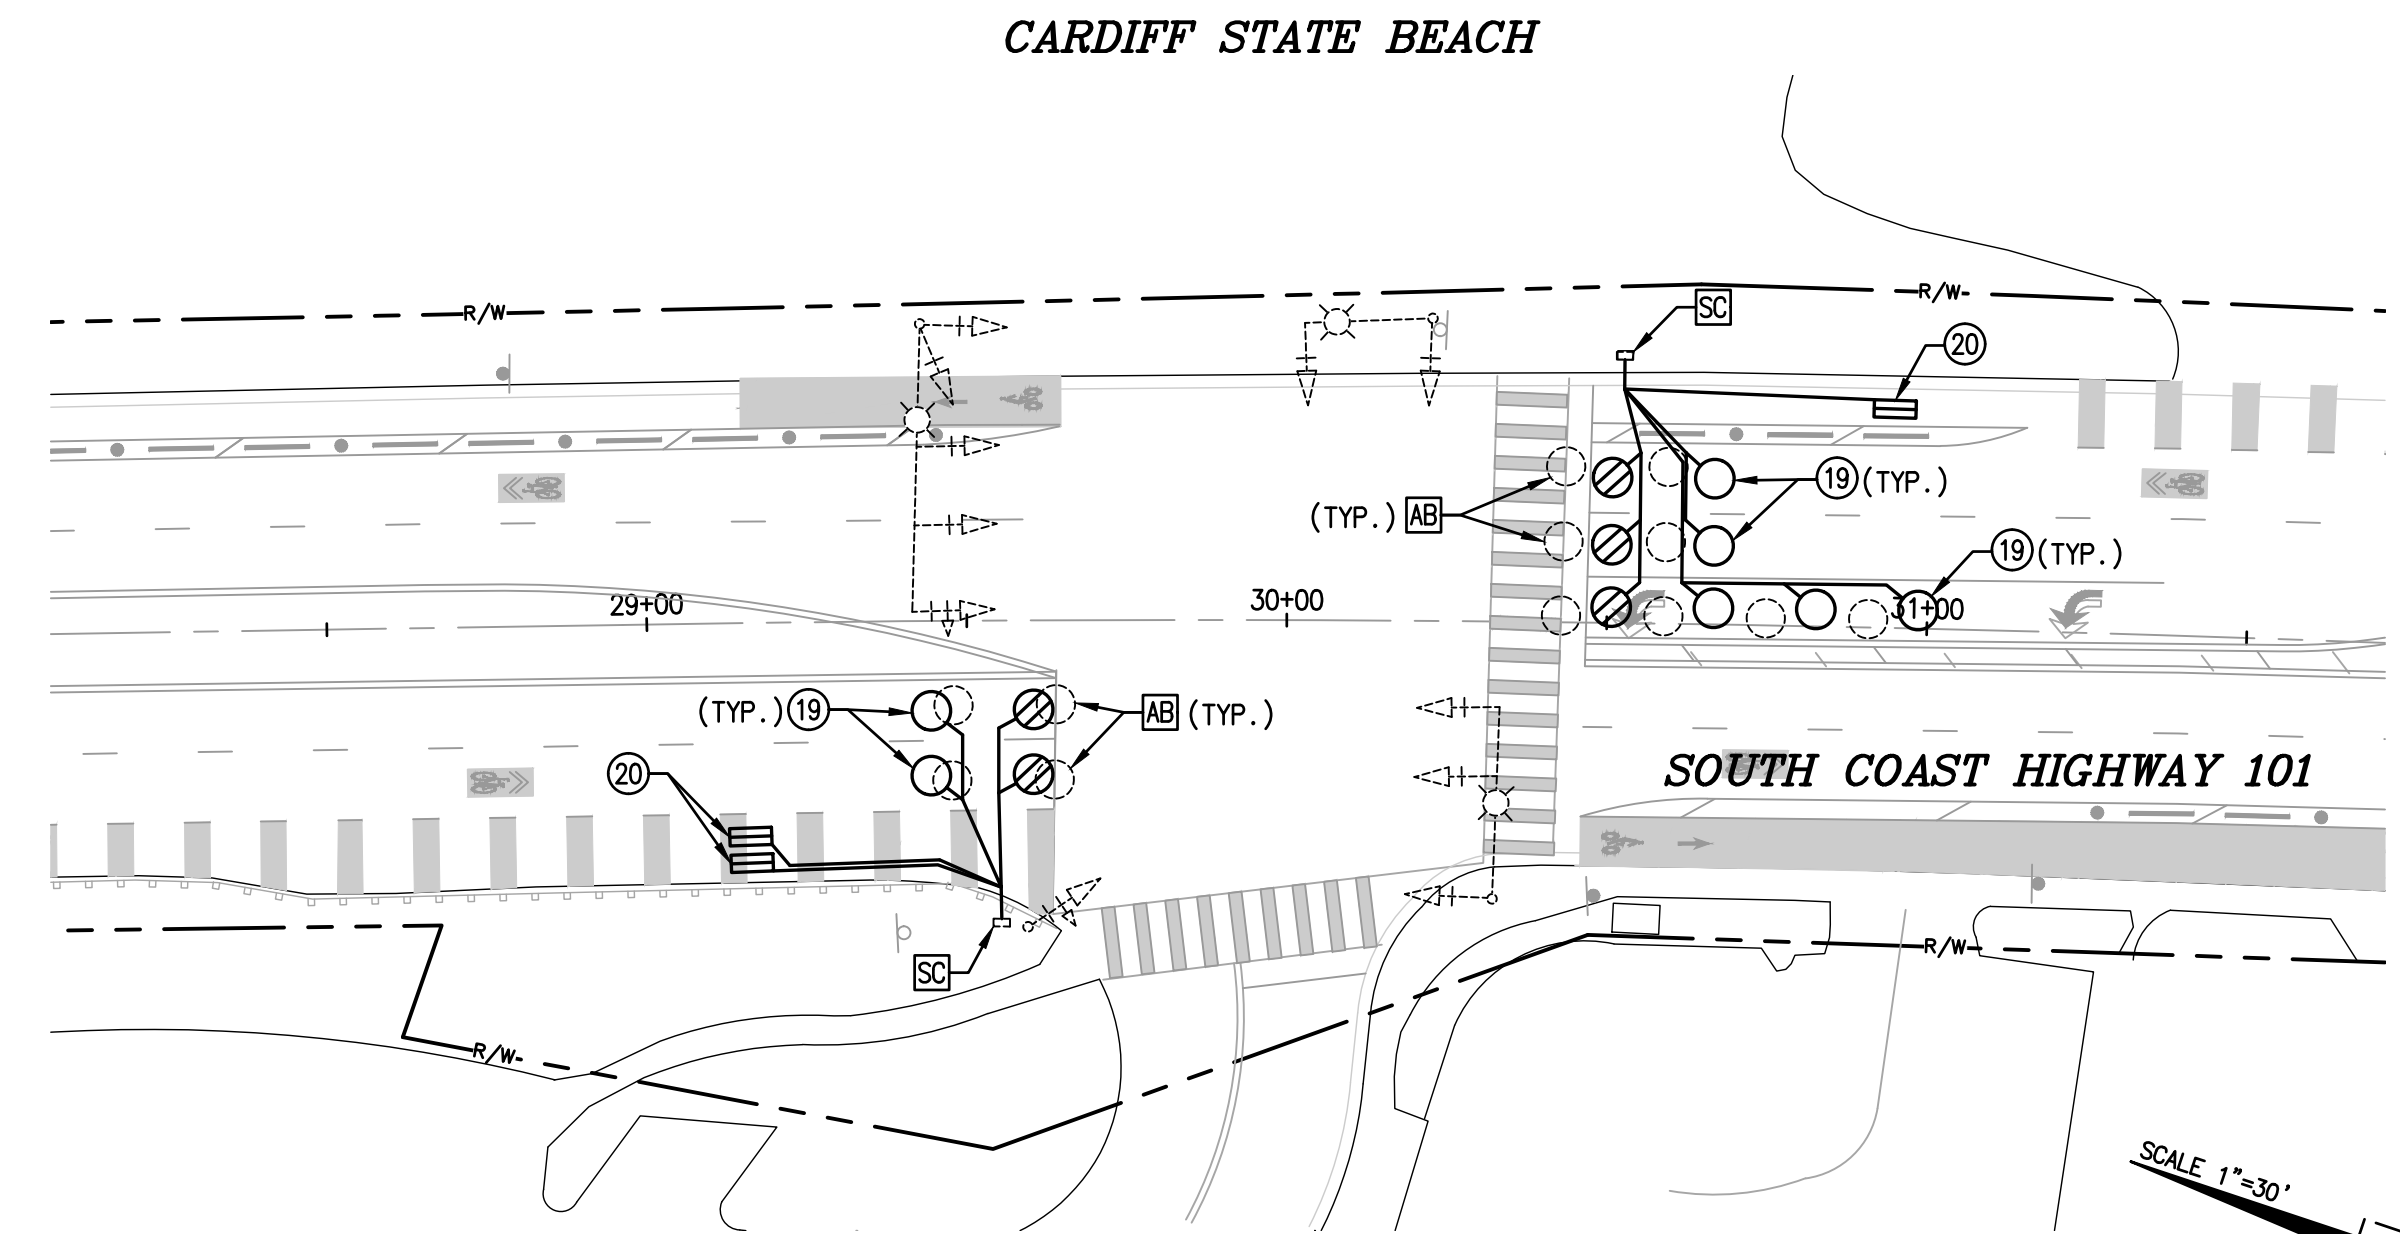 CARDIFF STATE BEACH
R/W
R/W
SC
20
19 (TYP.)
(TYP.) AB
19 (TYP.)
29+00
30+00
31+00
(TYP.) 19
AB (TYP.)
20
SOUTH COAST HIGHWAY 101
SC
R/W
R/W
SCALE 1"=30'